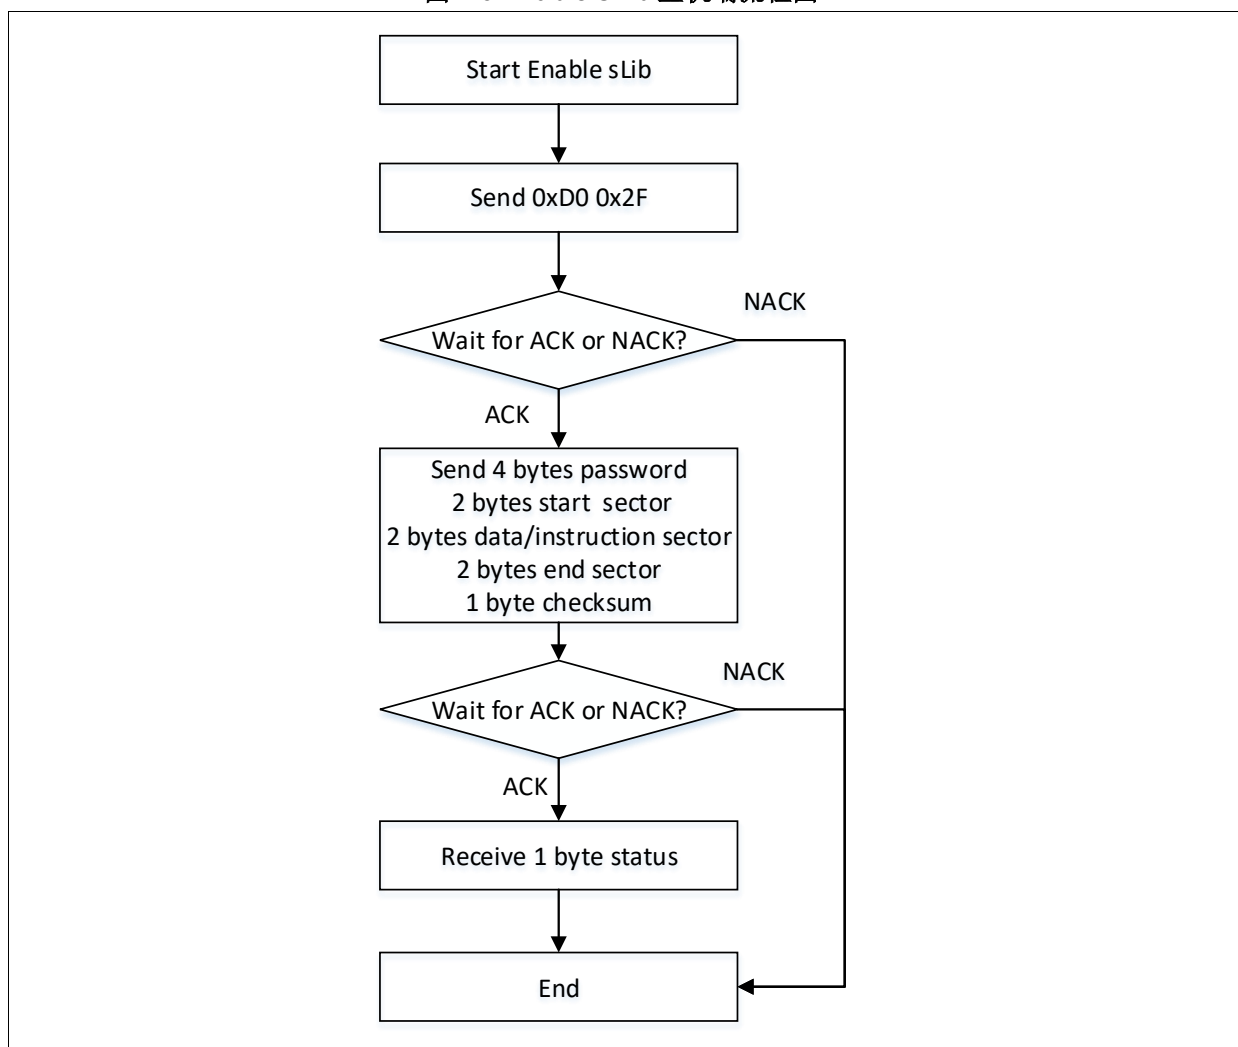 Start Enable sLib
Send 0xD0 0x2F
NACK
Wait for ACK or NACK?
ACK
Send 4 bytes password
2 bytes start sector
2 bytes data/instruction sector
2 bytes end sector
1 byte checksum
NACK
Wait for ACK or NACK?
ACK
Receive 1 byte status
End